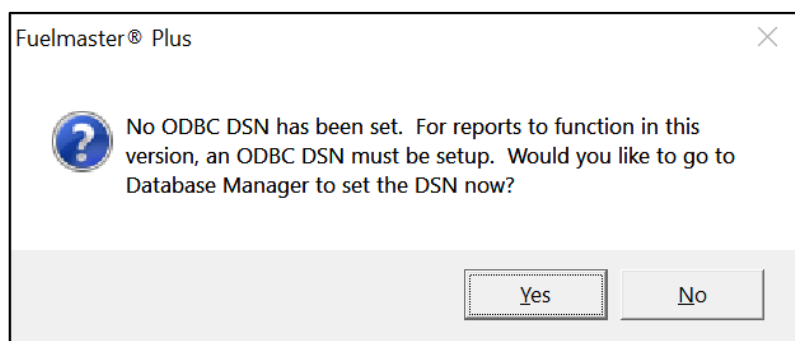 Fuelmaster® Plus
No ODBC DSN has been set.  For reports to function in this
version, an ODBC DSN must be setup.  Would you like to go to
Database Manager to set the DSN now?
Yes
No